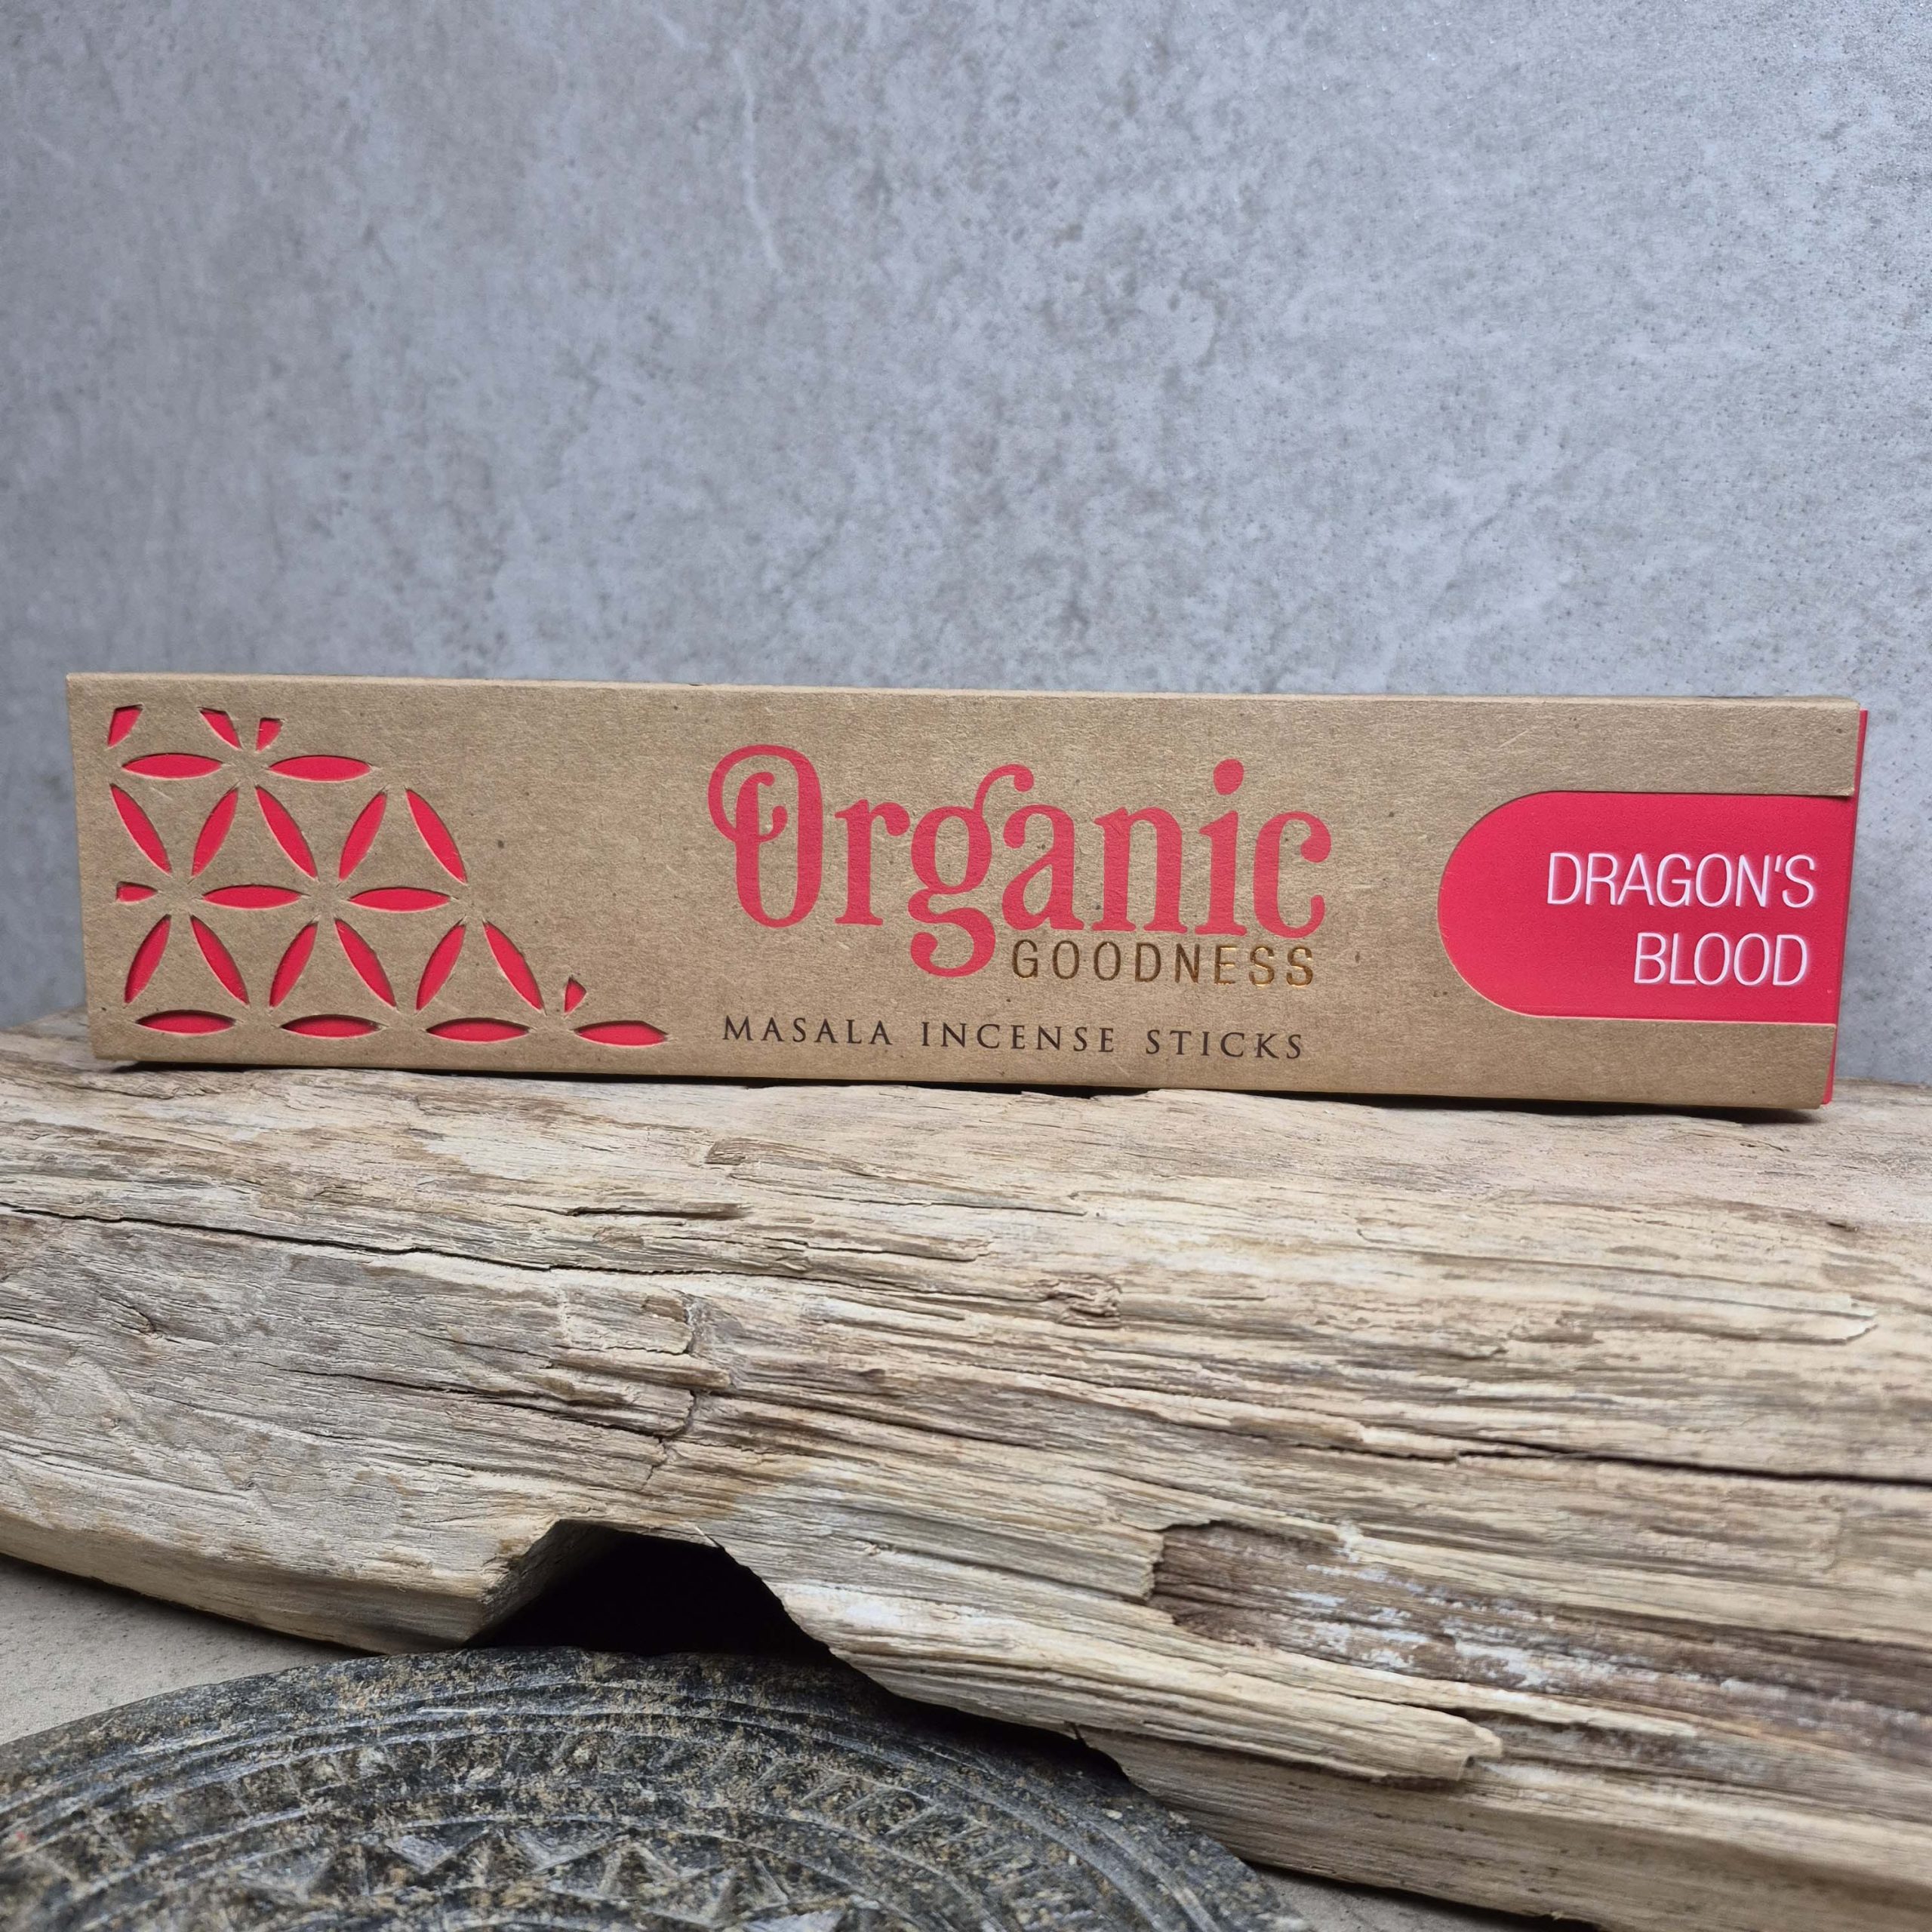 Organic
GOODNESS
MASALA INCENSE STICKS
DRAGON'S
BLOOD